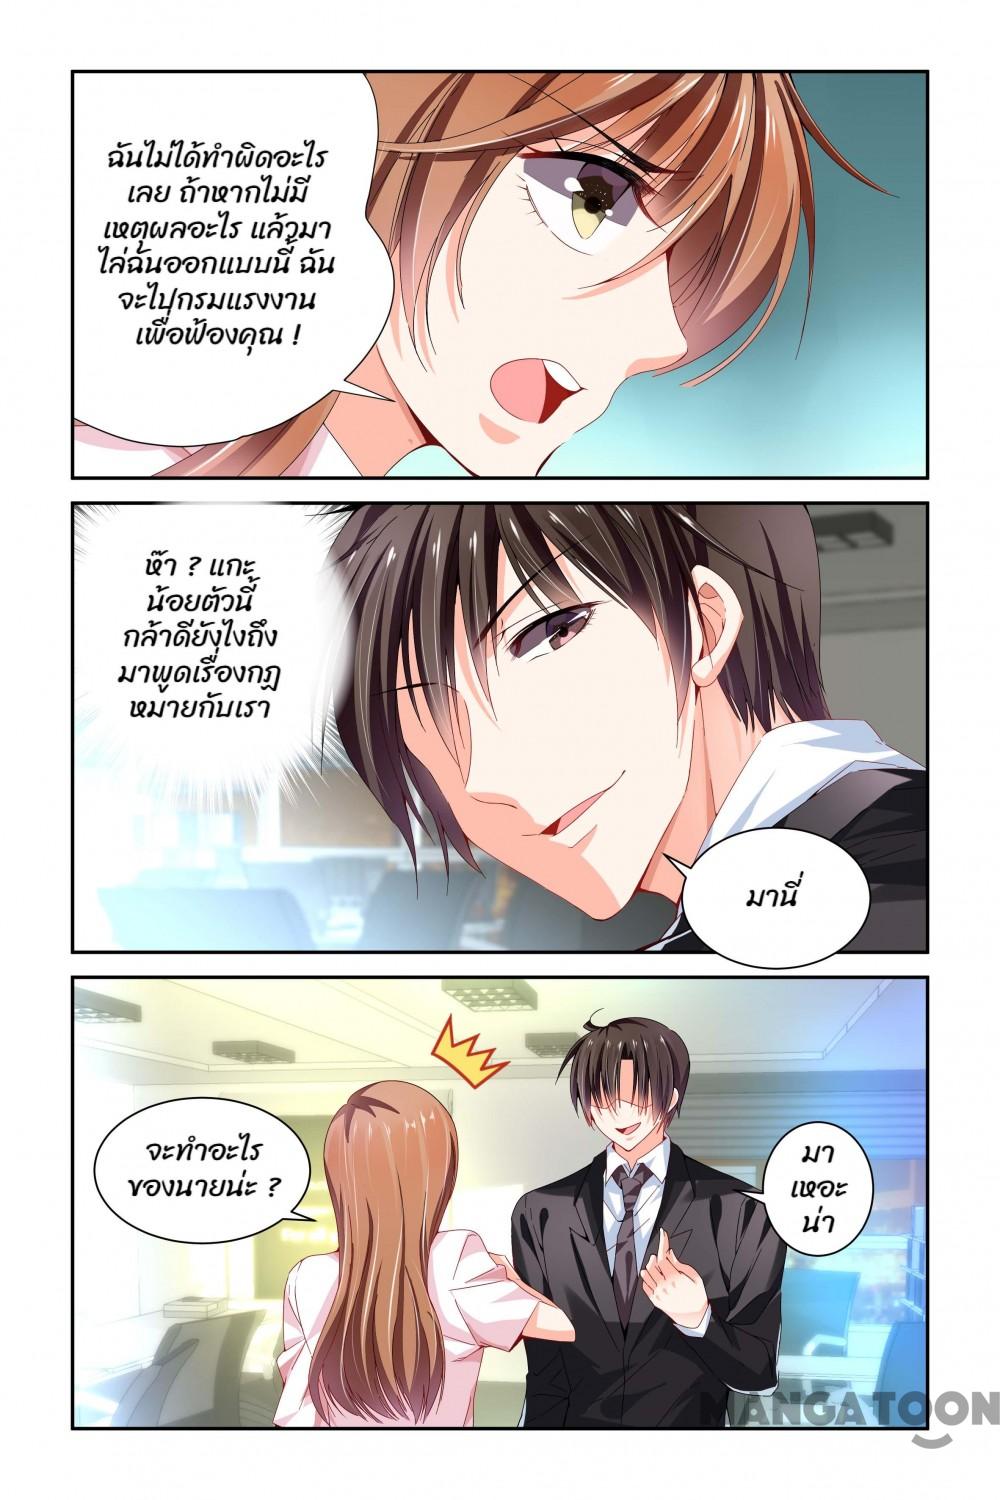 ฉันไม่ได้ทำผิดอะไร
เลย ถ้าหากไม่มี
เหตุผลอะไร แล้วมา
ไล่ฉันออกแบบนี้ ฉัน
จะไปกรมแรงงาน
เพื่อฟ้องคุณ !
ห๊า ? แกะ
น้อยตัวนี้
กล้าดียังไงถึง
มาพูดเรื่องกฏ
หมายกับเรา
มานี่
จะทำอะไร
ของนายน่ะ ?
มา
เหอะ
น่า
MANGATOON